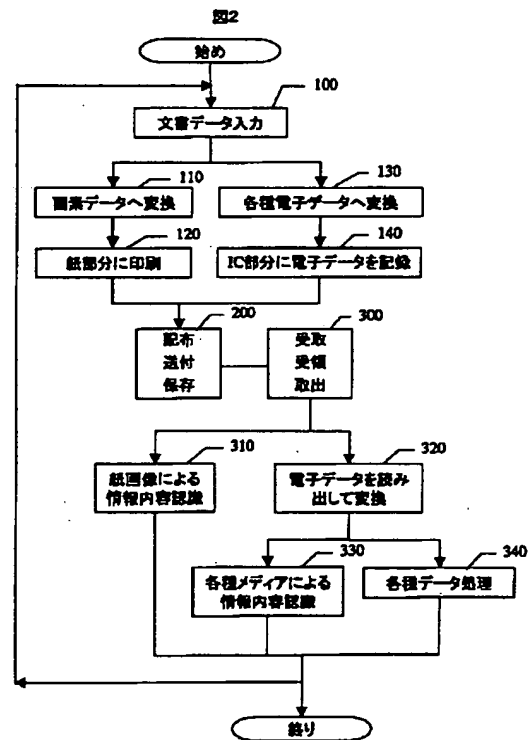 図2
始め
100
文書データ入力
110
画素データへ変換
130
各種電子データへ変換
120
紙部分に印刷
140
IC部分に電子データを記録
200
配布
送付
保存
300
受取
受領
取出
310
紙画像による
情報内容認識
320
電子データを読み
出して変換
330
各種メディアによる
情報内容認識
340
各種データ処理
終り